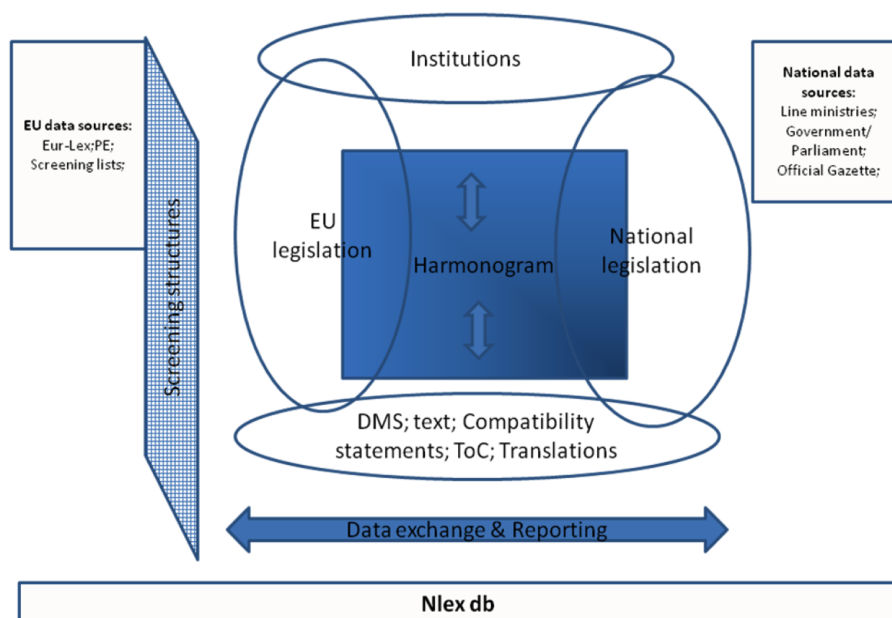 Institutions
EU data sources:
Eur-Lex;PE;
Screening lists;
National data
sources:
Line ministries;
Government/
Parliament;
Official Gazette;
Screening structures
EU
legislation
Harmonogram
National
legislation
DMS; text; Compatibility
statements; ToC; Translations
Data exchange & Reporting
Nlex db